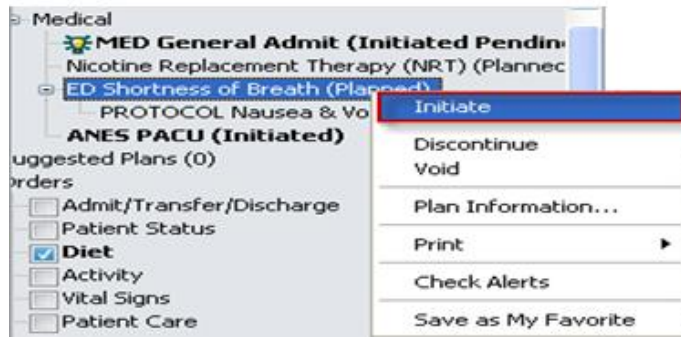 Medical
MED General Admit (Initiated Pendin
Nicotine Replacement Therapy (NRT) (Plannec
ED Shortness of Breath (Planned)
PROTOCOL Nausea & Vo
ANES PACU (Initiated)
uggested Plans (0)
rders
Admit/Transfer/Discharge
Patient Status
Diet
Activity
Vital Signs
Patient Care
Initiate
Discontinue
Void
Plan Information...
Print
Check Alerts
Save as My Favorite